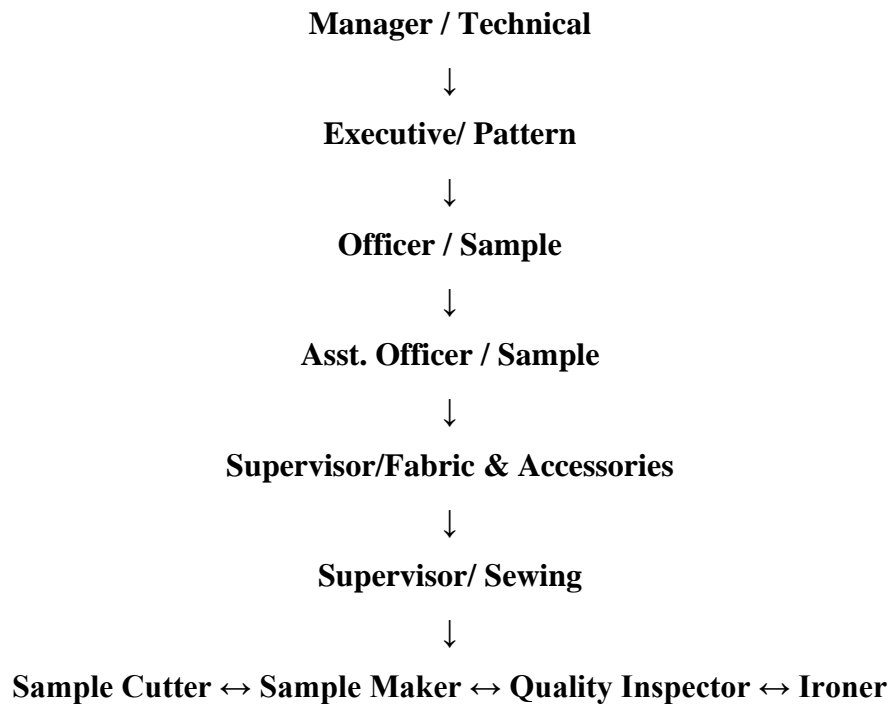 Manager / Technical
↓
Executive/ Pattern
↓
Officer / Sample
↓
Asst. Officer / Sample
↓
Supervisor/Fabric & Accessories
↓
Supervisor/ Sewing
↓
Sample Cutter ↔ Sample Maker ↔ Quality Inspector ↔ Ironer